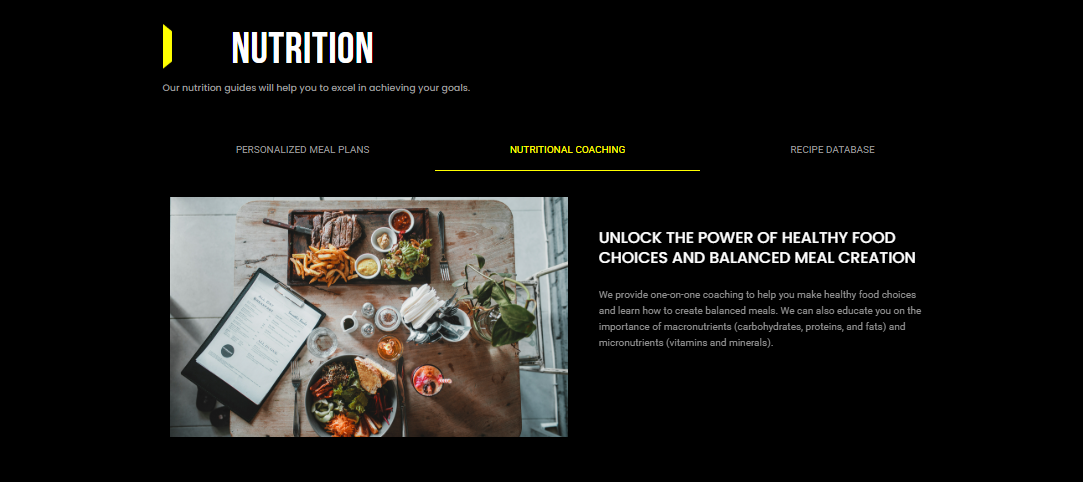 NUTRITION
Our nutrition guides will help you to excel in achieving your goals.
PERSONALIZED MEAL PLANS
NUTRITIONAL COACHING
RECIPE DATABASE
UNLOCK THE POWER OF HEALTHY FOOD
CHOICES AND BALANCED MEAL CREATION
We provide one-on-one coaching to help you make healthy food choices
and learn how to create balanced meals. We can also educate you on the
importance of macronutrients (carbohydrates, proteins, and fats) and
micronutrients (vitamins and minerals).